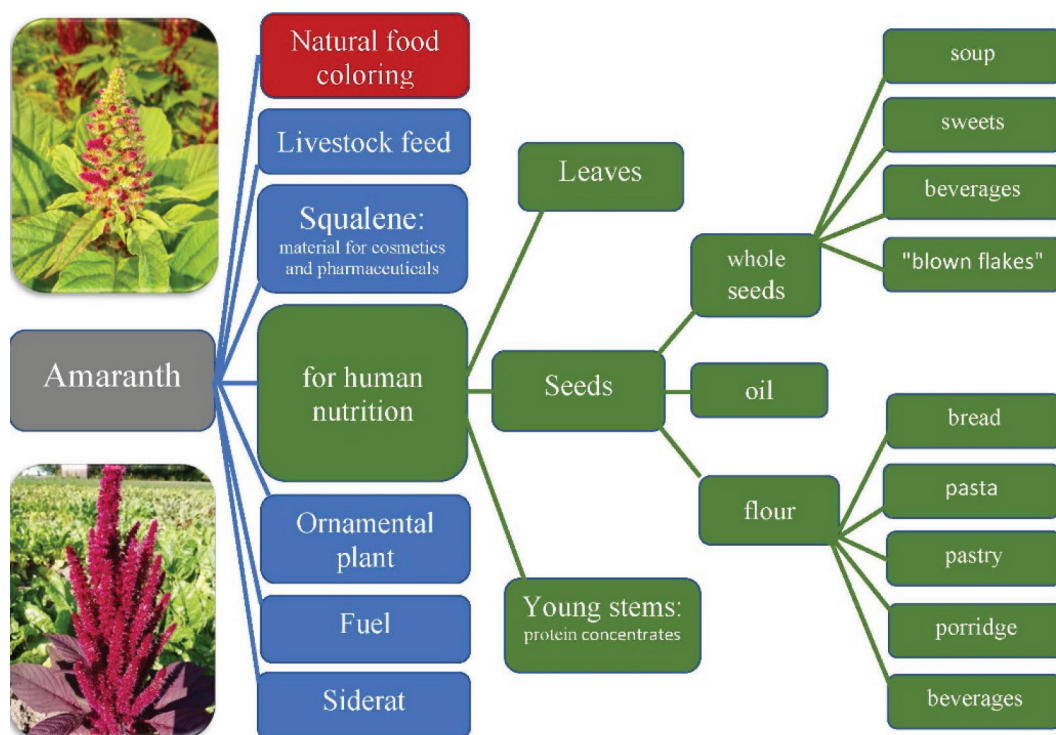 Amaranth
Natural food
coloring
Livestock feed
Squalene:
material for cosmetics
and pharmaceuticals
for human
nutrition
Ornamental
plant
Fuel
Siderat
Leaves
Seeds
Young stems:
protein concentrates
whole
seeds
oil
flour
soup
sweets
beverages
"blown flakes"
bread
pasta
pastry
porridge
beverages